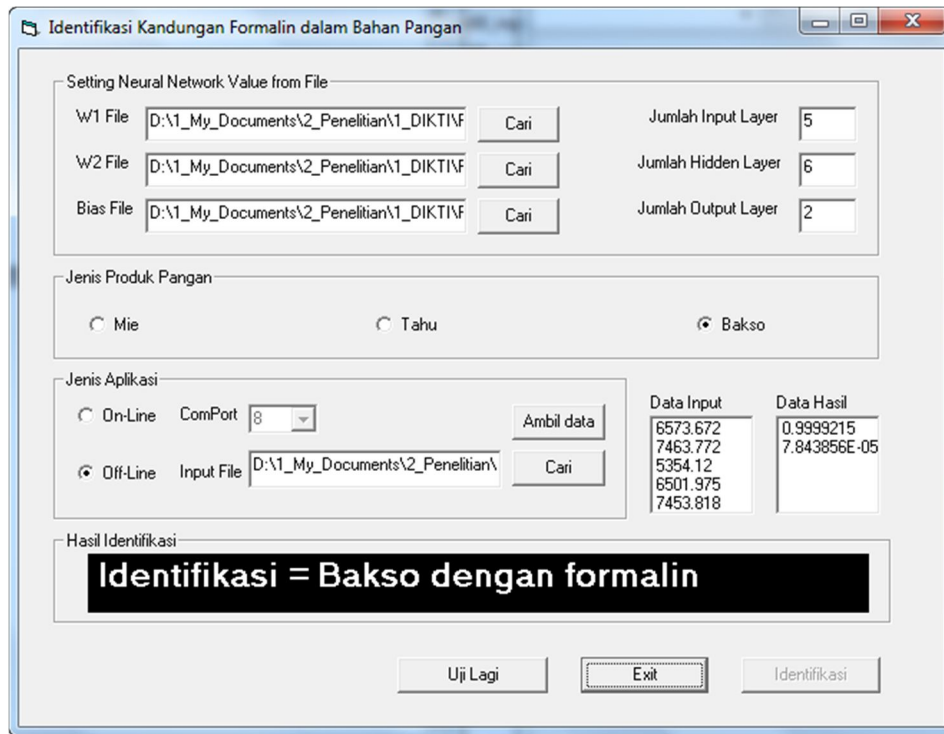 Identifikasi Kandungan Formalin dalam Bahan Pangan
Setting Neural Network Value from File
W1 File D:\1_My_Documents\2_Penelitian\1_DIKTI\F Cari Jumlah Input Layer 5
W2 File D:\1_My_Documents\2_Penelitian\1_DIKTI\F Cari Jumlah Hidden Layer 6
Bias File D:\1_My_Documents\2_Penelitian\1_DIKTI\F Cari Jumlah Output Layer 2
Jenis Produk Pangan
Mie Tahu Bakso
Jenis Aplikasi
On-Line ComPort 8 Ambil data
Off-Line Input File D:\1_My_Documents\2_Penelitian\ Cari
Data Input
6573.672
7463.772
5354.12
6501.975
7453.818
Data Hasil
0.9999215
7.843856E-05
Hasil Identifikasi
Identifikasi = Bakso dengan formalin
Uji Lagi Exit Identifikasi